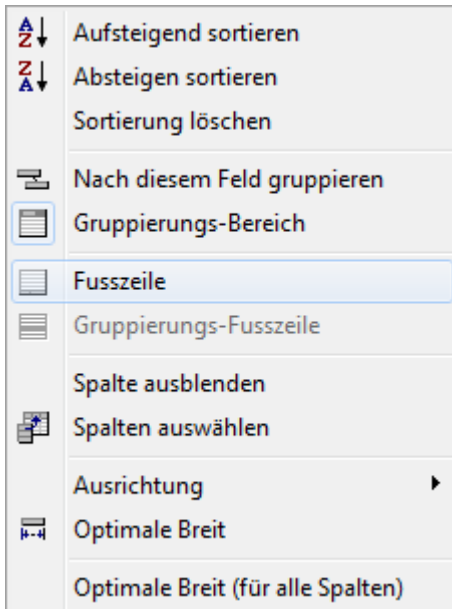 Aufsteigend sortieren
Absteigen sortieren
Sortierung löschen
Nach diesem Feld gruppieren
Gruppierungs-Bereich
Fusszeile
Gruppierungs-Fusszeile
Spalte ausblenden
Spalten auswählen
Ausrichtung
Optimale Breit
Optimale Breit (für alle Spalten)